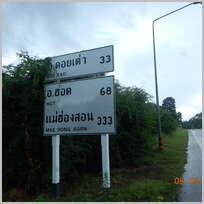 อ. ดอยเต่า 33
อ.ฮอด 68
HOT
แม่ฮ่องสอน 333
MAE HONG SORN